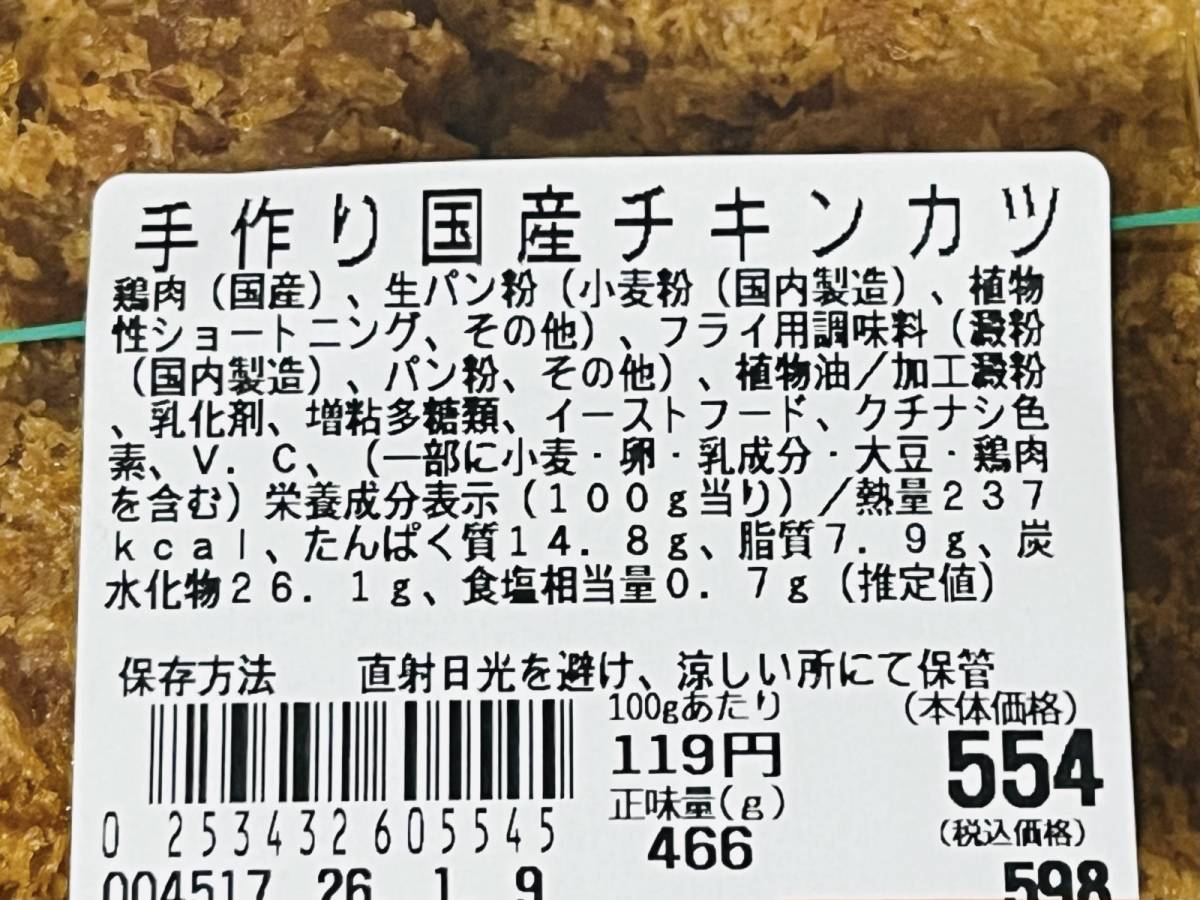 手作り国産チキンカツ
鶏肉（国産）、生パン粉（小麦粉（国内製造）、植物
性ショートニング、その他）、フライ用調味料（澱粉
（国内製造）、パン粉、その他）、植物油／加工澱粉
、乳化剤、増粘多糖類、イーストフード、クチナシ色
素、Ｖ．Ｃ、（一部に小麦・卵・乳成分・大豆・鶏肉
を含む）栄養成分表示（１００ｇ当り）／熱量２３７
ｋｃａｌ、たんぱく質１４．８ｇ、脂質７．９ｇ、炭
水化物２６．１ｇ、食塩相当量０．７ｇ（推定値）
保存方法　　直射日光を避け、涼しい所にて保管
100gあたり
119円
正味量(g)
466
(本体価格)
554
(税込価格)
598
0 253432 605545
004517 26 1 9